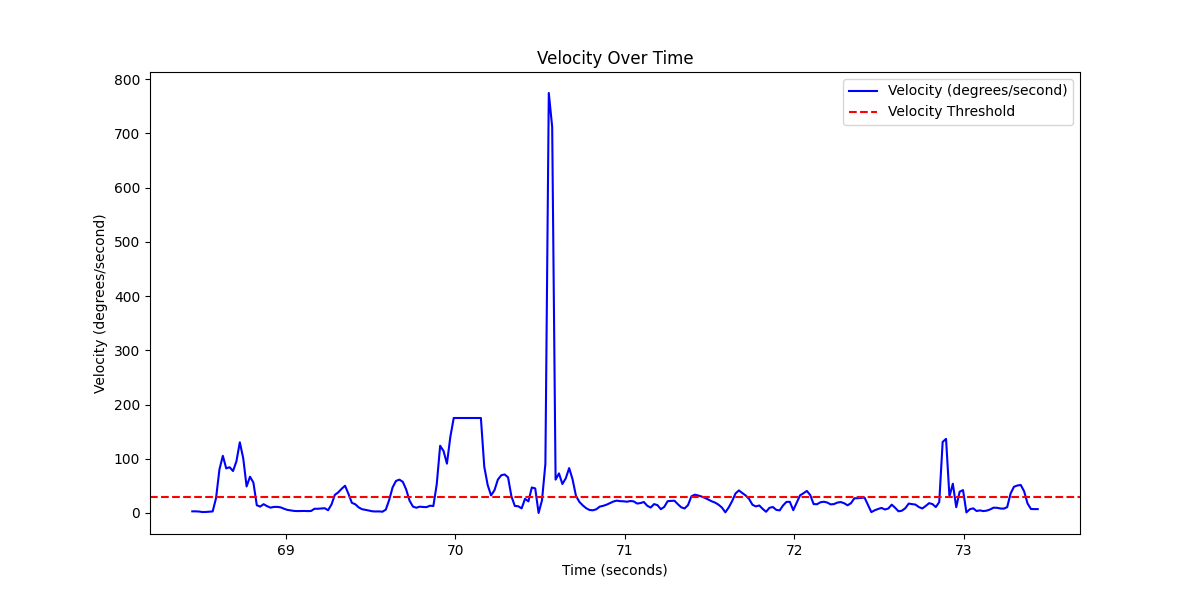 Velocity Over Time
Velocity (degrees/second)
Velocity Threshold
800
700
600
500
400
300
200
100
0
Velocity (degrees/second)
69
70
71
72
73
Time (seconds)